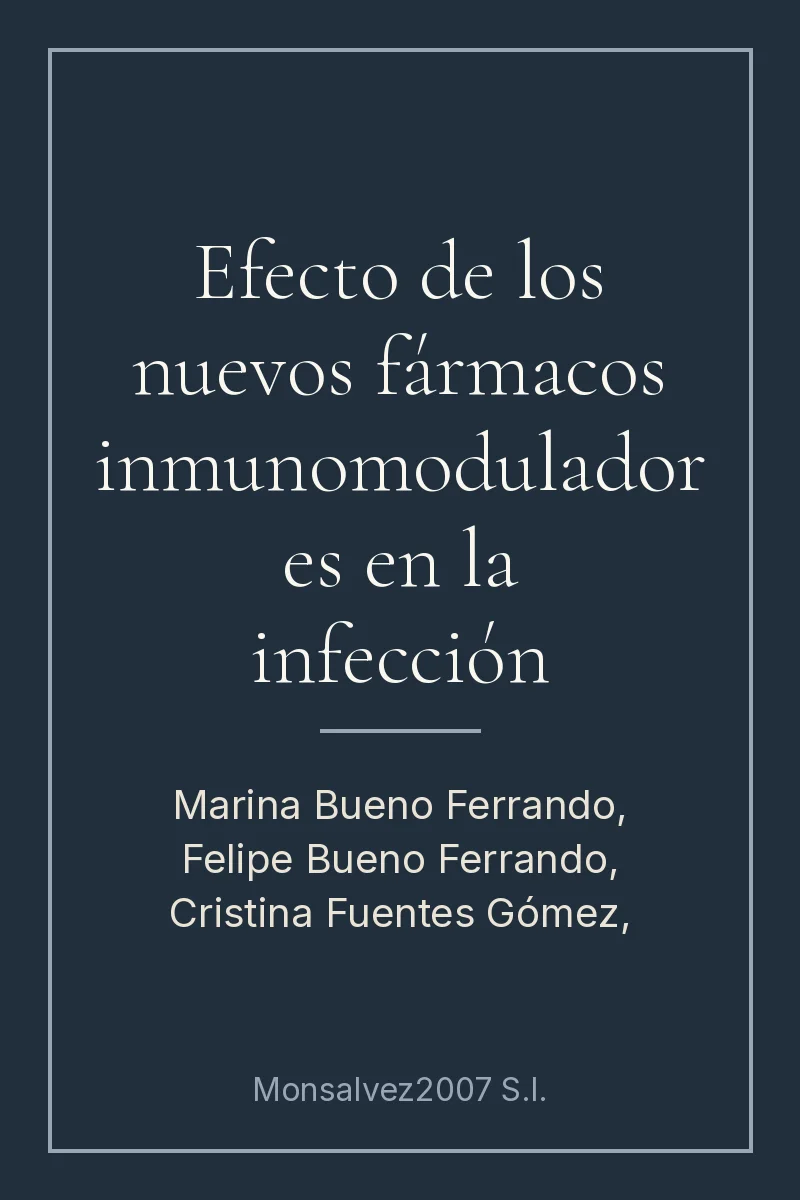 Efecto de los
nuevos fármacos
inmunomodulador
es en la
infección
Marina Bueno Ferrando,
Felipe Bueno Ferrando,
Cristina Fuentes Gómez,
Monsalvez2007 S.l.